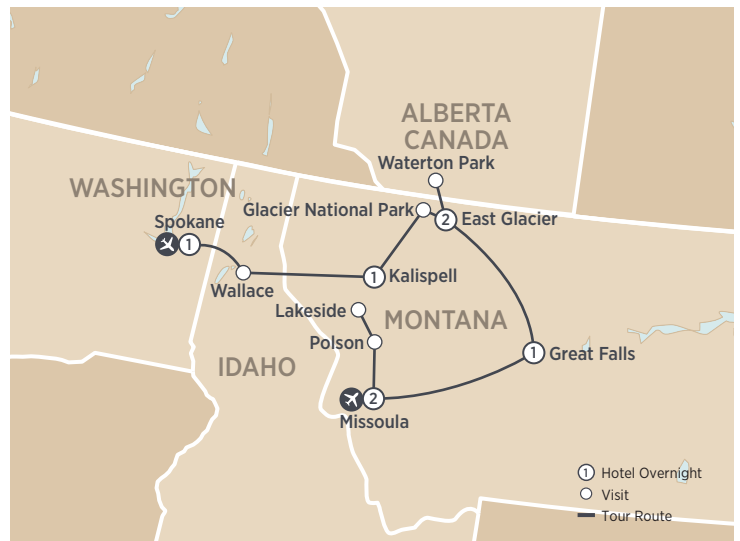 ALBERTA
CANADA
Waterton Park
WASHINGTON
Glacier National Park
Spokane
1
2
East Glacier
Wallace
1
Kalispell
Lakeside
MONTANA
Polson
IDAHO
1
Great Falls
2
Missoula
1 Hotel Overnight
Visit
Tour Route